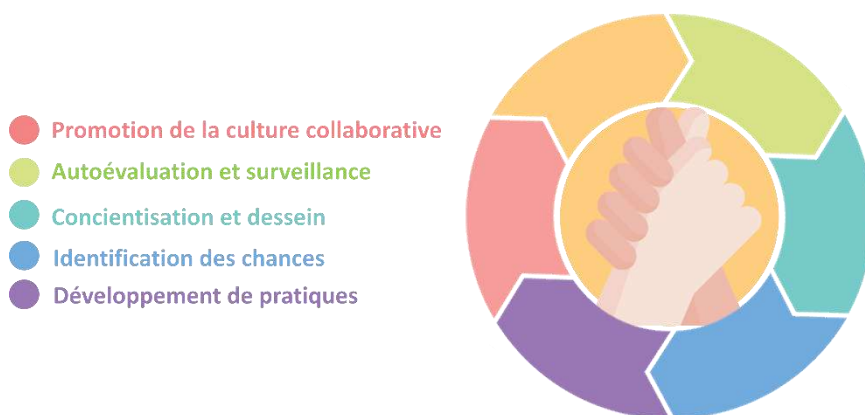 Promotion de la culture collaborative
Autoévaluation et surveillance
Concientisation et dessein
Identification des chances
Développement de pratiques